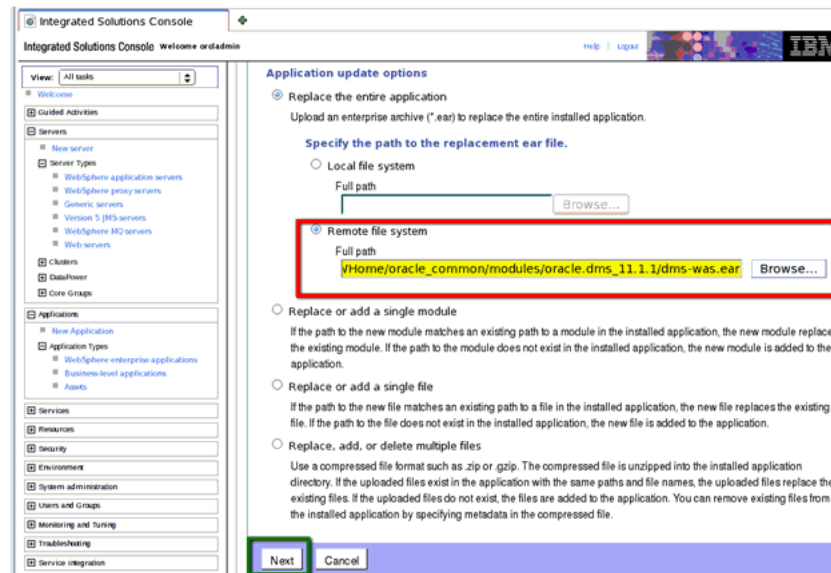 Integrated Solutions Console
Integrated Solutions Console Welcome orcladmin
Help | Logout
IBM
View: All tasks
Welcome
Guided Activities
Servers
New server
Server Types
WebSphere application servers
WebSphere proxy servers
Generic servers
Version 5 JMS servers
WebSphere MQ servers
Web servers
Clusters
DataPower
Core Groups
Applications
New Application
Application Types
WebSphere enterprise applications
Business-level applications
Assets
Services
Resources
Security
Environment
System administration
Users and Groups
Monitoring and Tuning
Troubleshooting
Service integration
Application update options
Replace the entire application
Upload an enterprise archive (*.ear) to replace the entire installed application.
Specify the path to the replacement ear file.
Local file system
Full path
Browse...
Remote file system
Full path
/Home/oracle_common/modules/oracle.dms_11.1.1/dms-was.ear Browse...
Replace or add a single module
If the path to the new module matches an existing path to a module in the installed application, the new module replace
the existing module. If the path to the module does not exist in the installed application, the new module is added to the
application.
Replace or add a single file
If the path to the new file matches an existing path to a file in the installed application, the new file replaces the existing
file. If the path to the file does not exist in the installed application, the new file is added to the application.
Replace, add, or delete multiple files
Use a compressed file format such as .zip or .gzip. The compressed file is unzipped into the installed application
directory. If the uploaded files exist in the application with the same paths and file names, the uploaded files replace the
existing files. If the uploaded files do not exist, the files are added to the application. You can remove existing files from
the installed application by specifying metadata in the compressed file.
Next Cancel